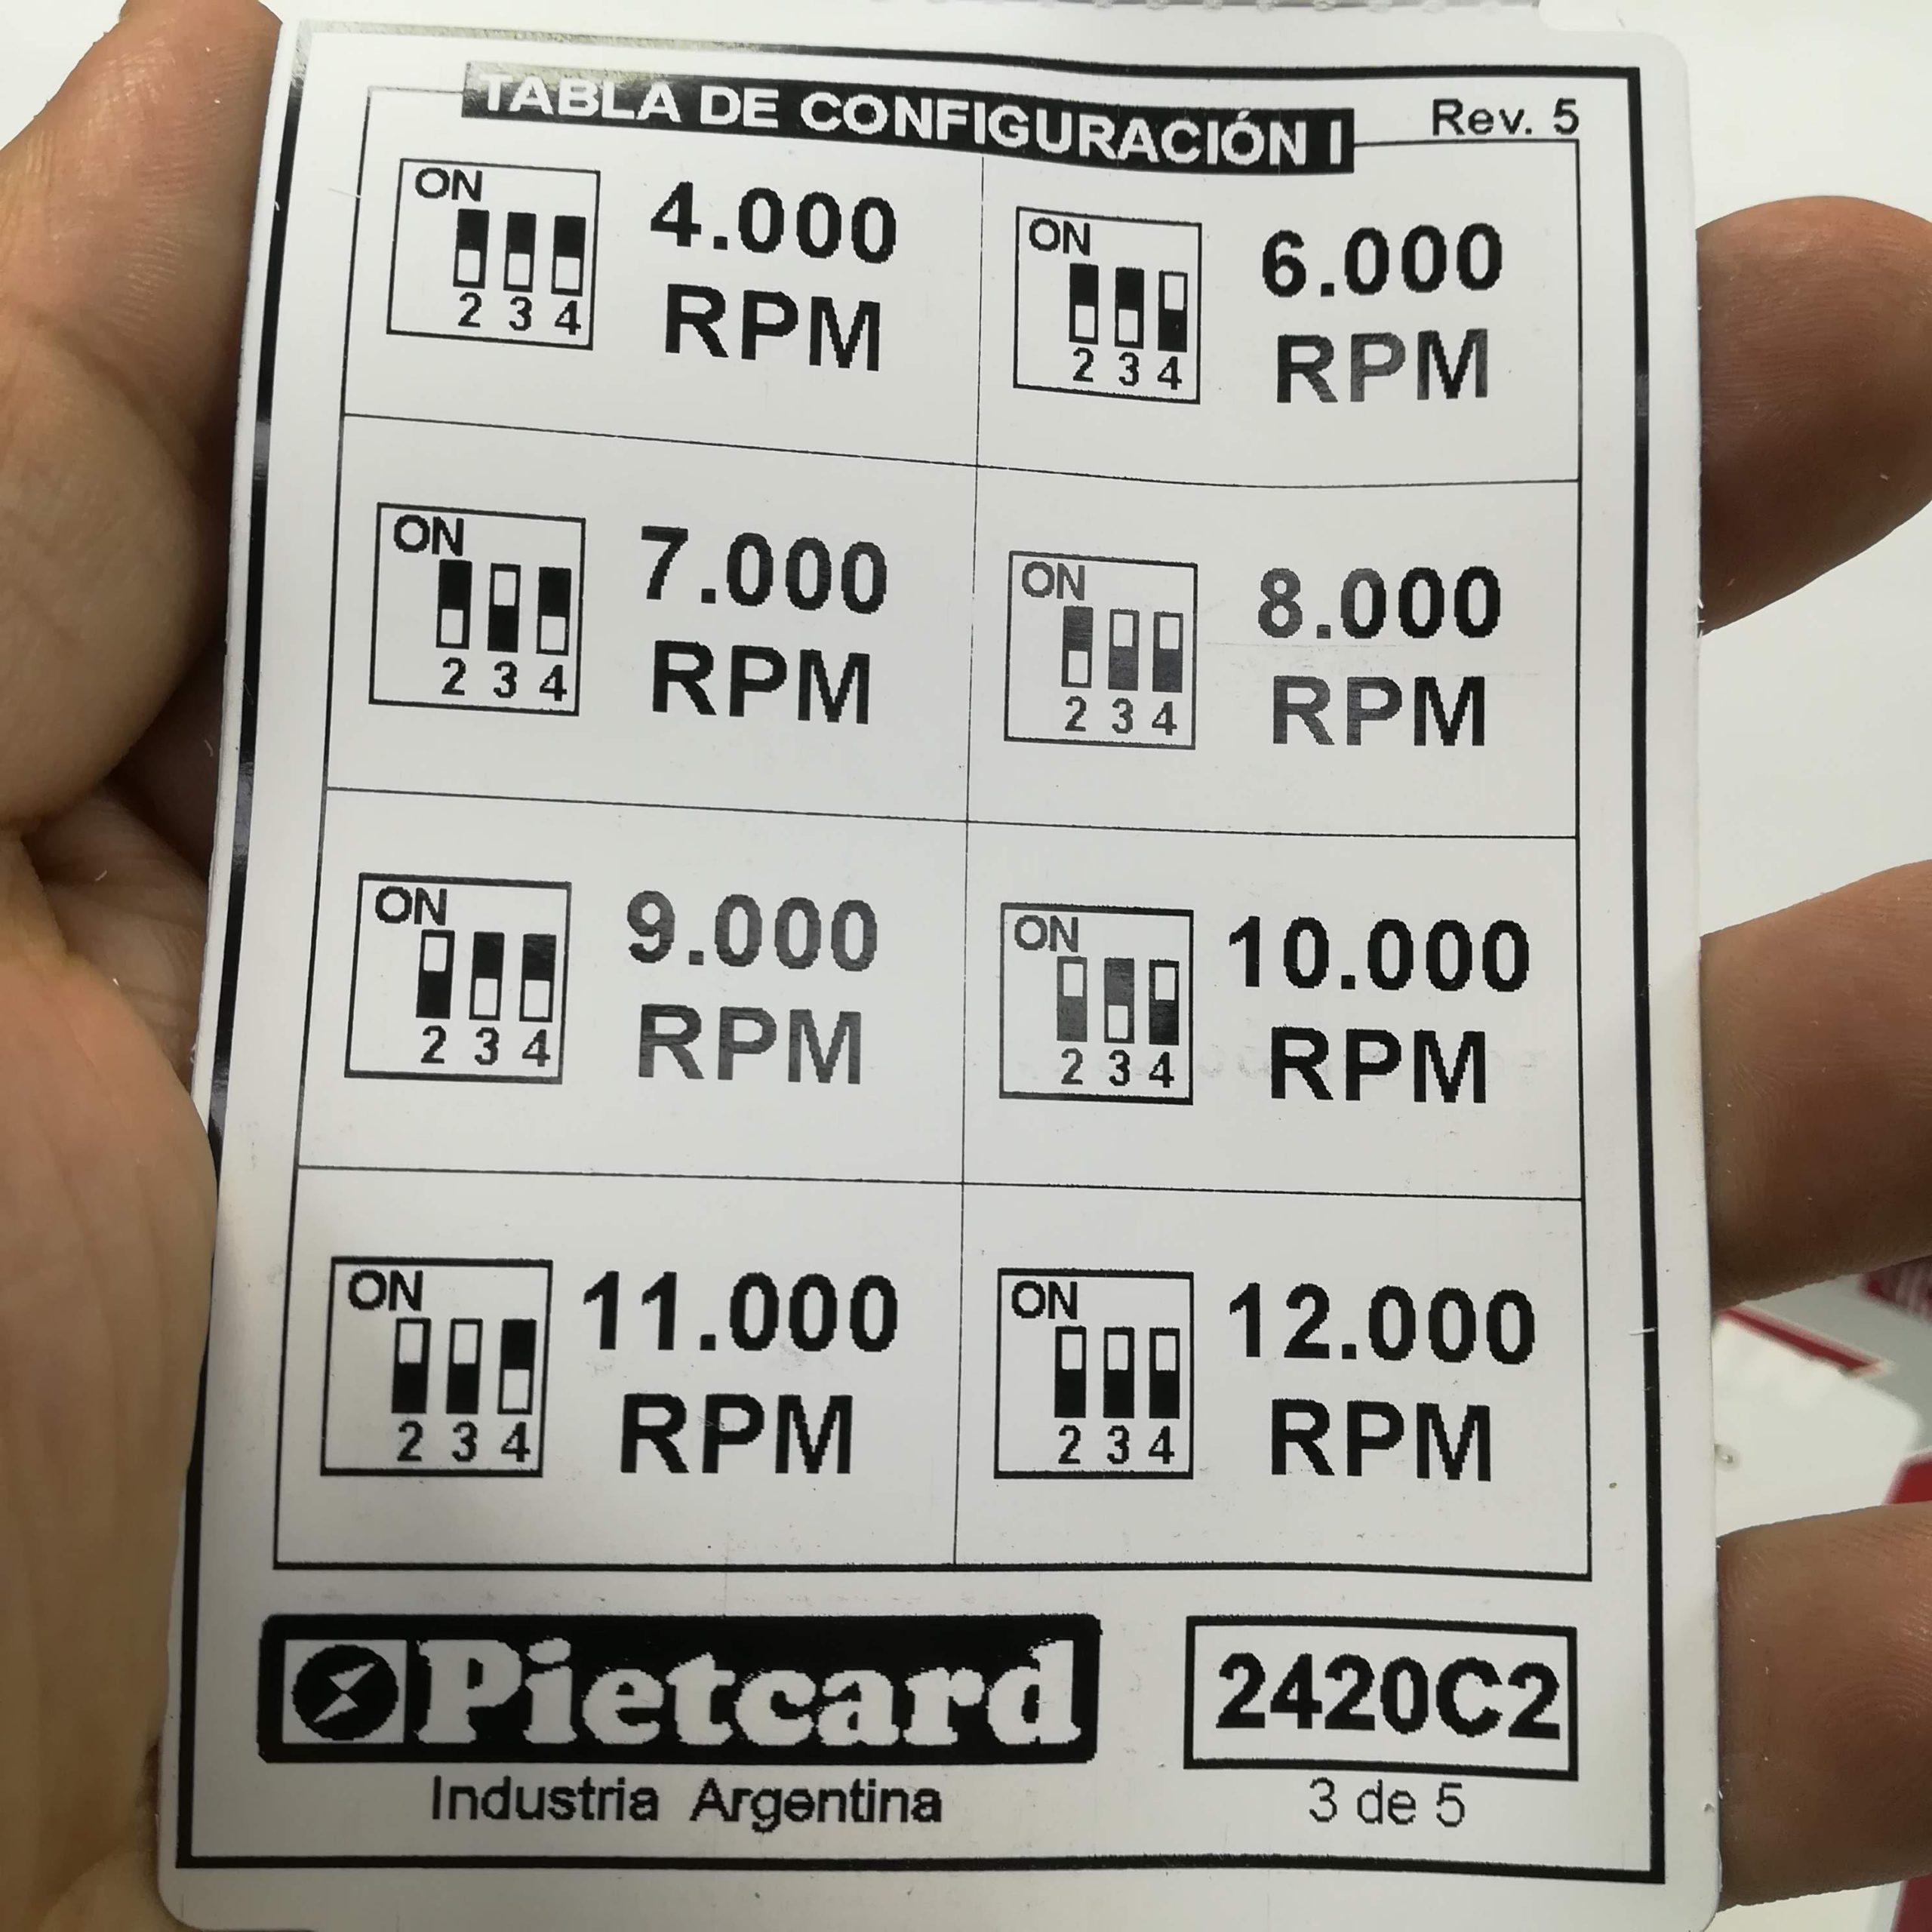 TABLA DE CONFIGURACIÓN I
Rev. 5
ON
2 3 4
4.000
RPM
ON
2 3 4
6.000
RPM
ON
2 3 4
7.000
RPM
ON
2 3 4
8.000
RPM
ON
2 3 4
9.000
RPM
ON
2 3 4
10.000
RPM
ON
2 3 4
11.000
RPM
ON
2 3 4
12.000
RPM
Pietcard
Industria Argentina
2420C2
3 de 5